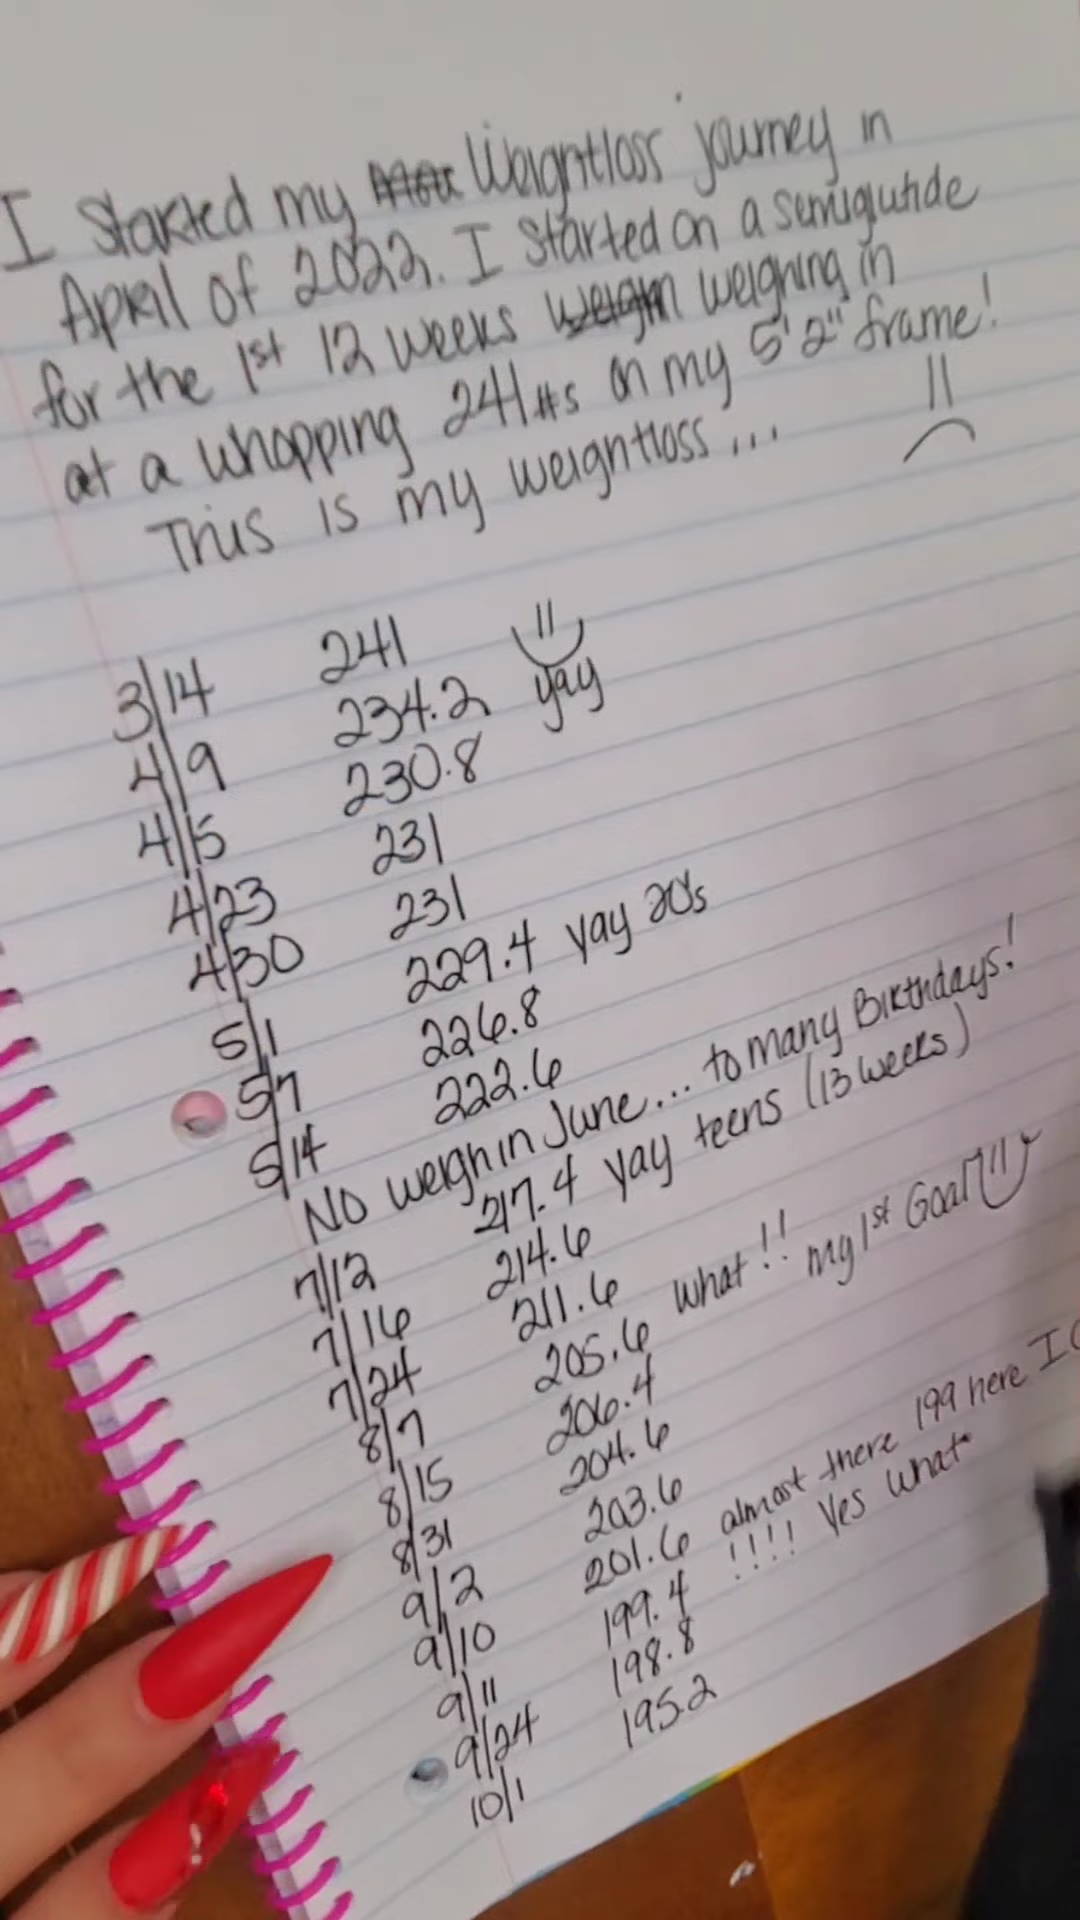 I started my Weightloss journey in
April of 2022. I started on a semiglutide
for the 1st 12 weeks weighing in
at a whopping 241#s on my 5'2" frame!
This is my weightloss...
3/14 241
4/9 234.2 yay
4/15 230.8
4/23 231
4/30 231
5/1 229.4 yay 20's
5/7 226.8
5/14 222.6
NO weighin June... to many Birthdays!
7/12 217.4 yay teens (13 weeks)
7/16 214.6
7/24 211.6
8/7 205.6 what!! my 1st Goal
8/15 206.4
8/31 204.6
9/2 203.6
9/10 201.6 almost there 199 here I
9/11 199.4 !!!! Yes what
9/24 198.8
10/1 195.2